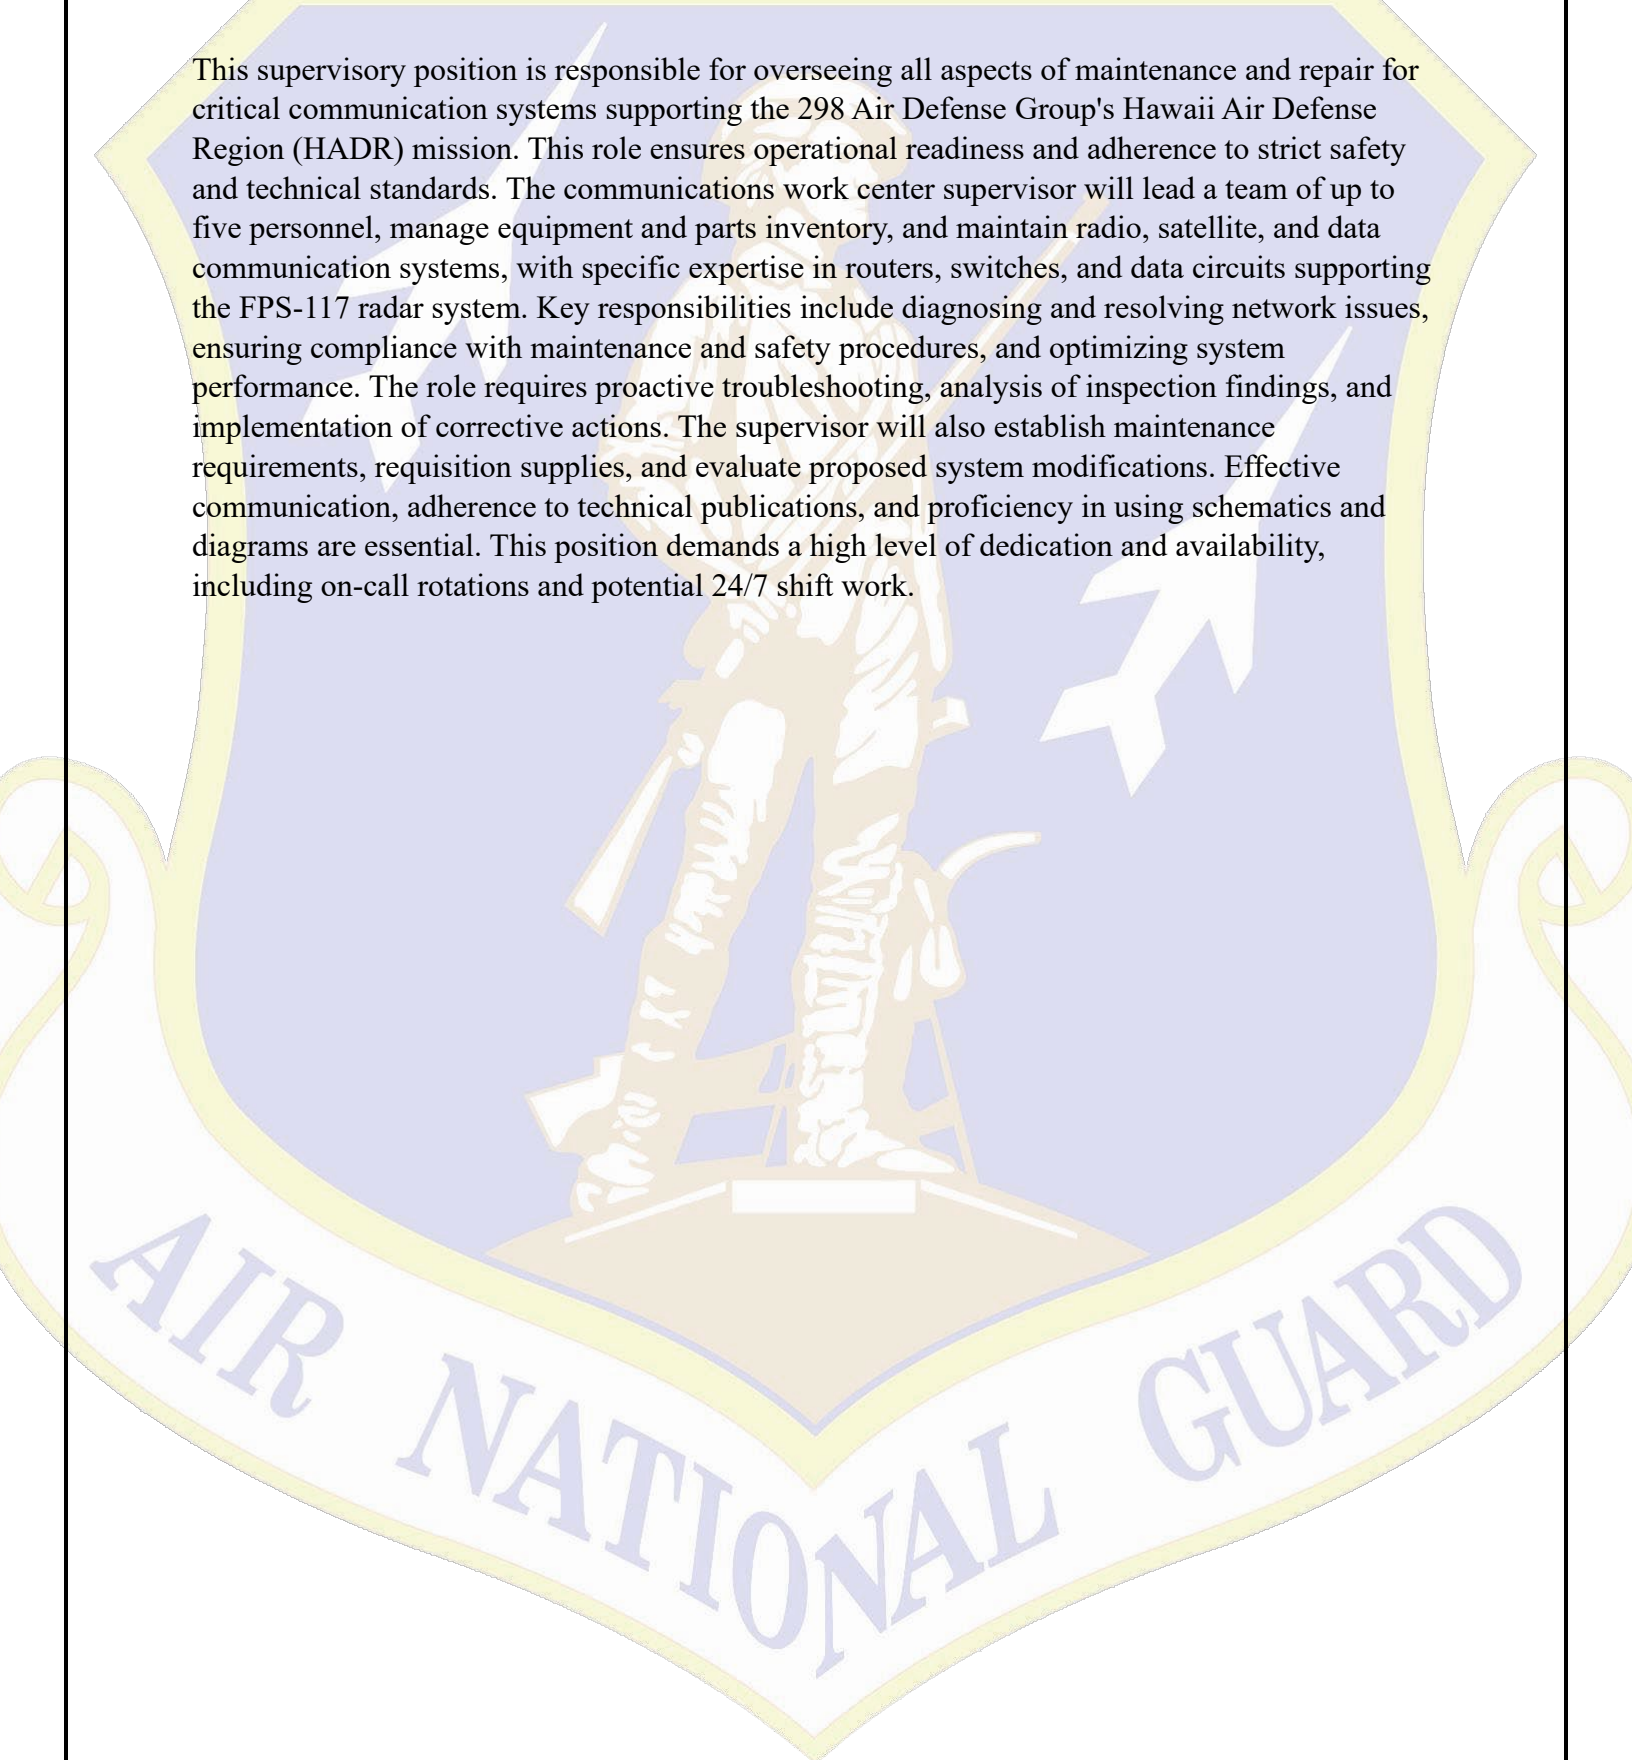 This supervisory position is responsible for overseeing all aspects of maintenance and repair for
critical communication systems supporting the 298 Air Defense Group's Hawaii Air Defense
Region (HADR) mission. This role ensures operational readiness and adherence to strict safety
and technical standards. The communications work center supervisor will lead a team of up to
five personnel, manage equipment and parts inventory, and maintain radio, satellite, and data
communication systems, with specific expertise in routers, switches, and data circuits supporting
the FPS-117 radar system. Key responsibilities include diagnosing and resolving network issues,
ensuring compliance with maintenance and safety procedures, and optimizing system
performance. The role requires proactive troubleshooting, analysis of inspection findings, and
implementation of corrective actions. The supervisor will also establish maintenance
requirements, requisition supplies, and evaluate proposed system modifications. Effective
communication, adherence to technical publications, and proficiency in using schematics and
diagrams are essential. This position demands a high level of dedication and availability,
including on-call rotations and potential 24/7 shift work.
AIR NATIONAL GUARD